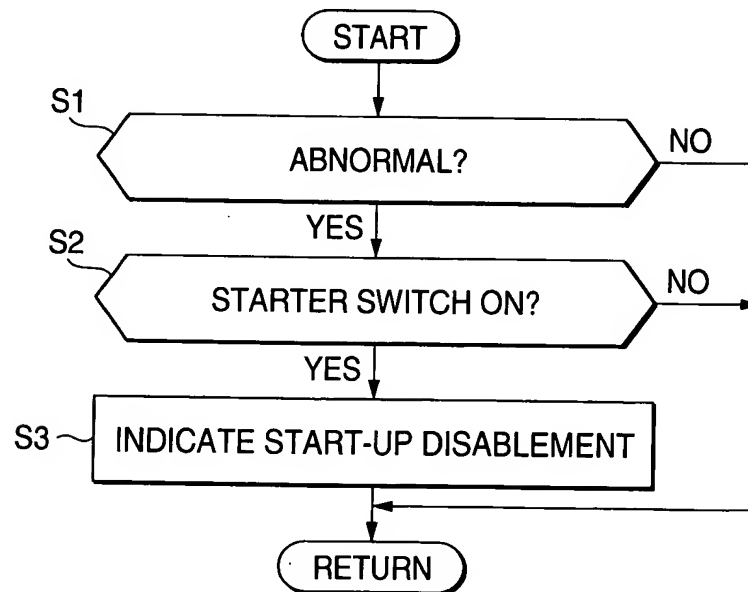 START
S1
ABNORMAL?
NO
YES
S2
STARTER SWITCH ON?
NO
YES
S3
INDICATE START-UP DISABLEMENT
RETURN